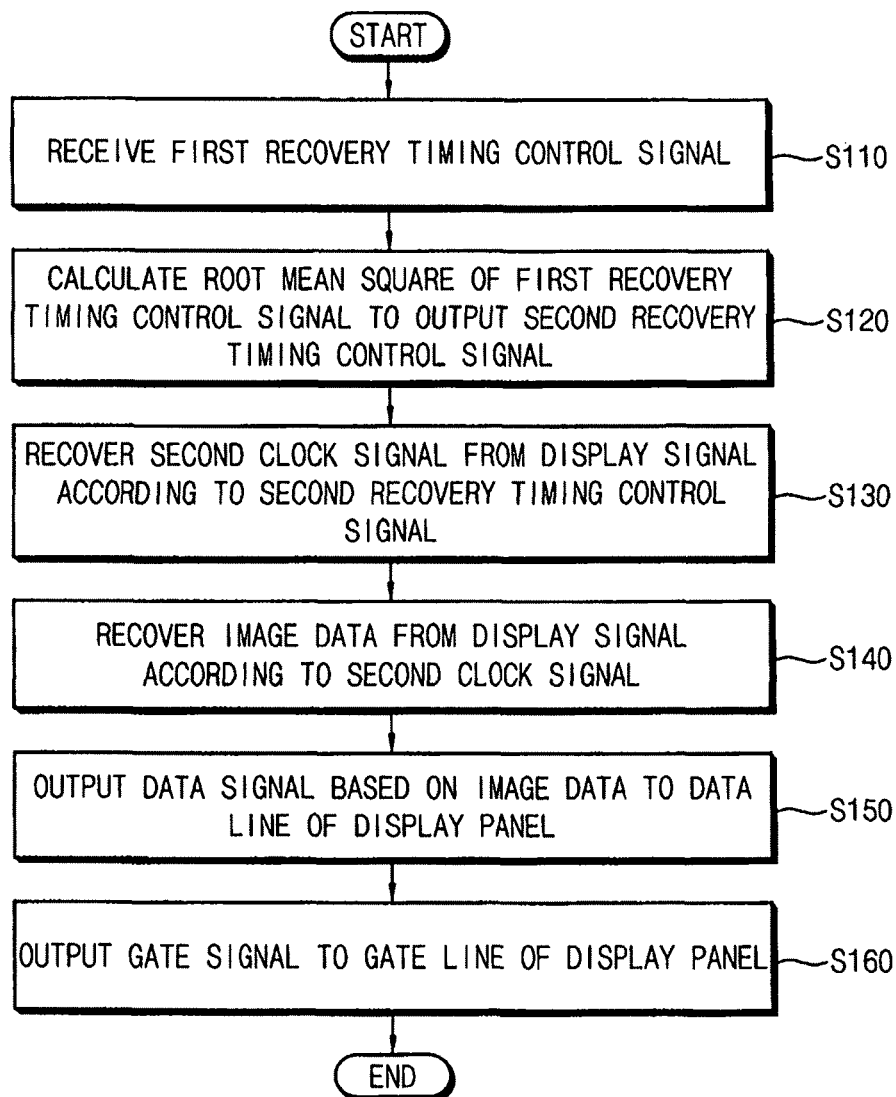 START
RECEIVE FIRST RECOVERY TIMING CONTROL SIGNAL
S110
CALCULATE ROOT MEAN SQUARE OF FIRST RECOVERY
TIMING CONTROL SIGNAL TO OUTPUT SECOND RECOVERY
TIMING CONTROL SIGNAL
S120
RECOVER SECOND CLOCK SIGNAL FROM DISPLAY SIGNAL
ACCORDING TO SECOND RECOVERY TIMING CONTROL
SIGNAL
S130
RECOVER IMAGE DATA FROM DISPLAY SIGNAL
ACCORDING TO SECOND CLOCK SIGNAL
S140
OUTPUT DATA SIGNAL BASED ON IMAGE DATA TO DATA
LINE OF DISPLAY PANEL
S150
OUTPUT GATE SIGNAL TO GATE LINE OF DISPLAY PANEL
S160
END